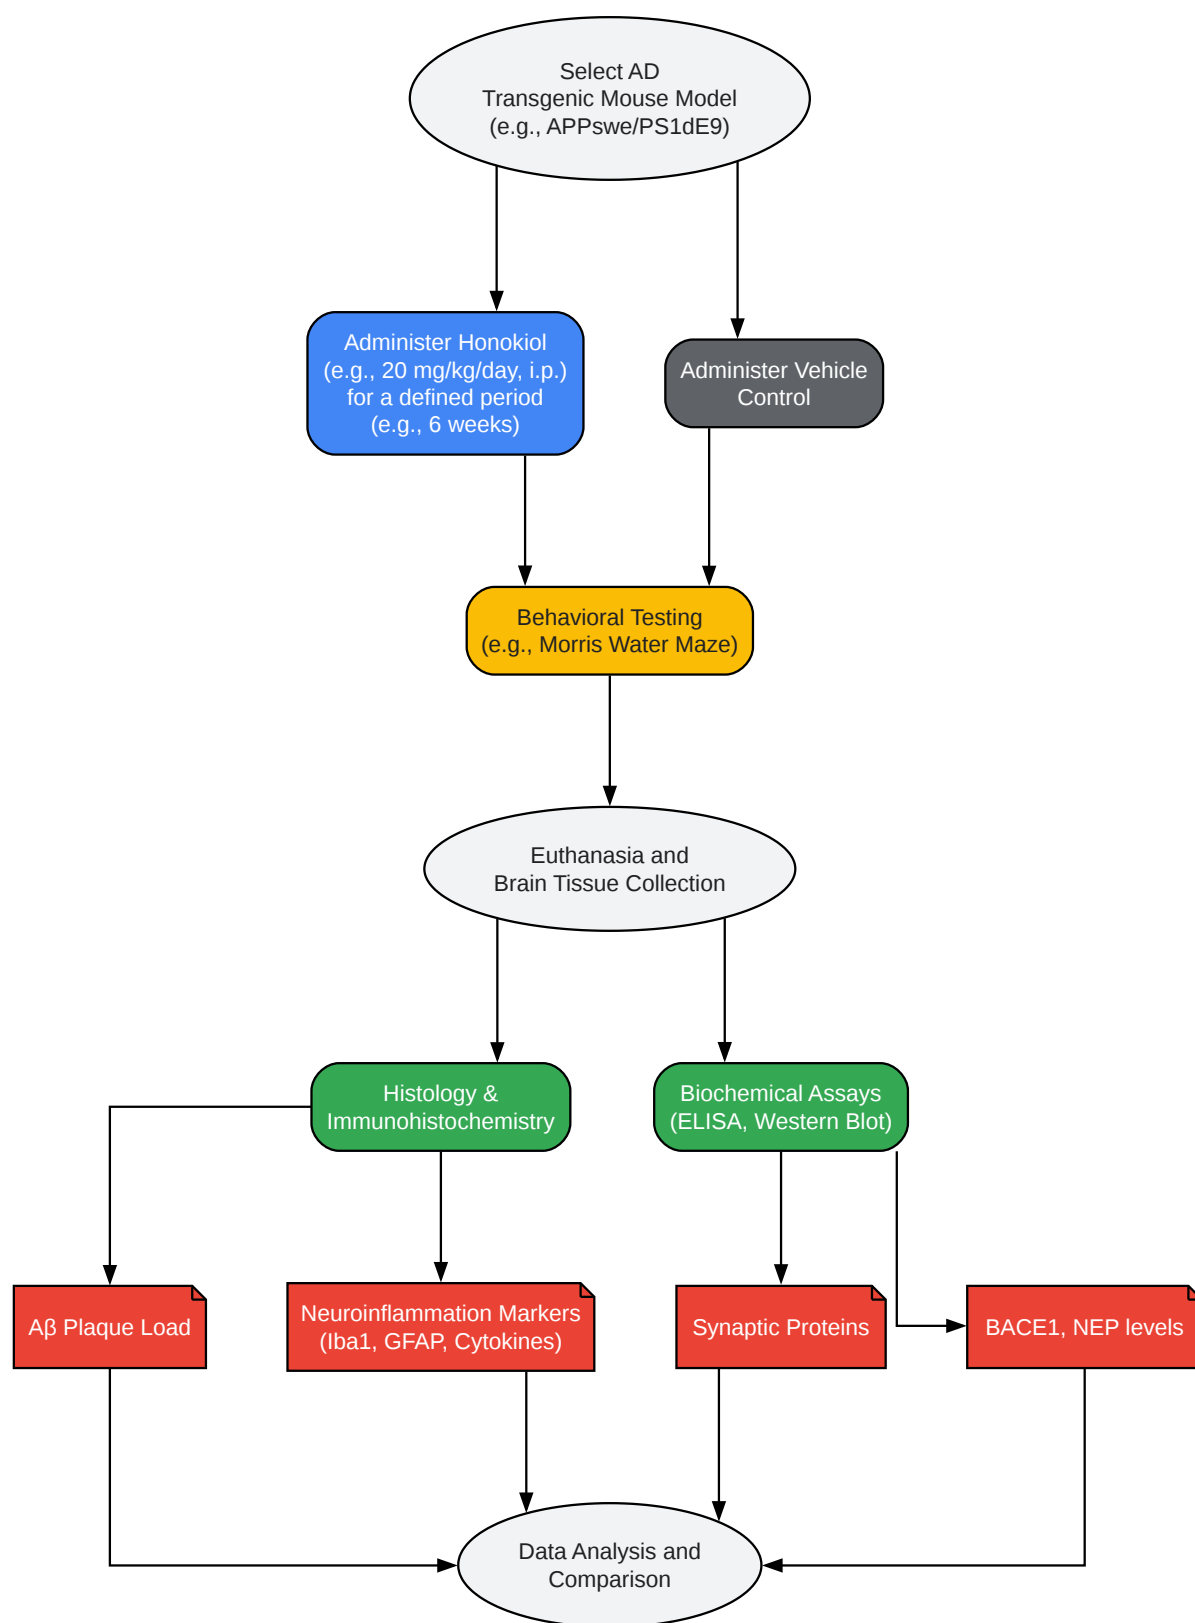 Select AD
Transgenic Mouse Model
(e.g., APPswe/PS1dE9)
Administer Honokiol
(e.g., 20 mg/kg/day, i.p.)
for a defined period
(e.g., 6 weeks)
Administer Vehicle
Control
Behavioral Testing
(e.g., Morris Water Maze)
Euthanasia and
Brain Tissue Collection
Histology &
Immunohistochemistry
Biochemical Assays
(ELISA, Western Blot)
Aβ Plaque Load
Neuroinflammation Markers
(Iba1, GFAP, Cytokines)
Synaptic Proteins
BACE1, NEP levels
Data Analysis and
Comparison